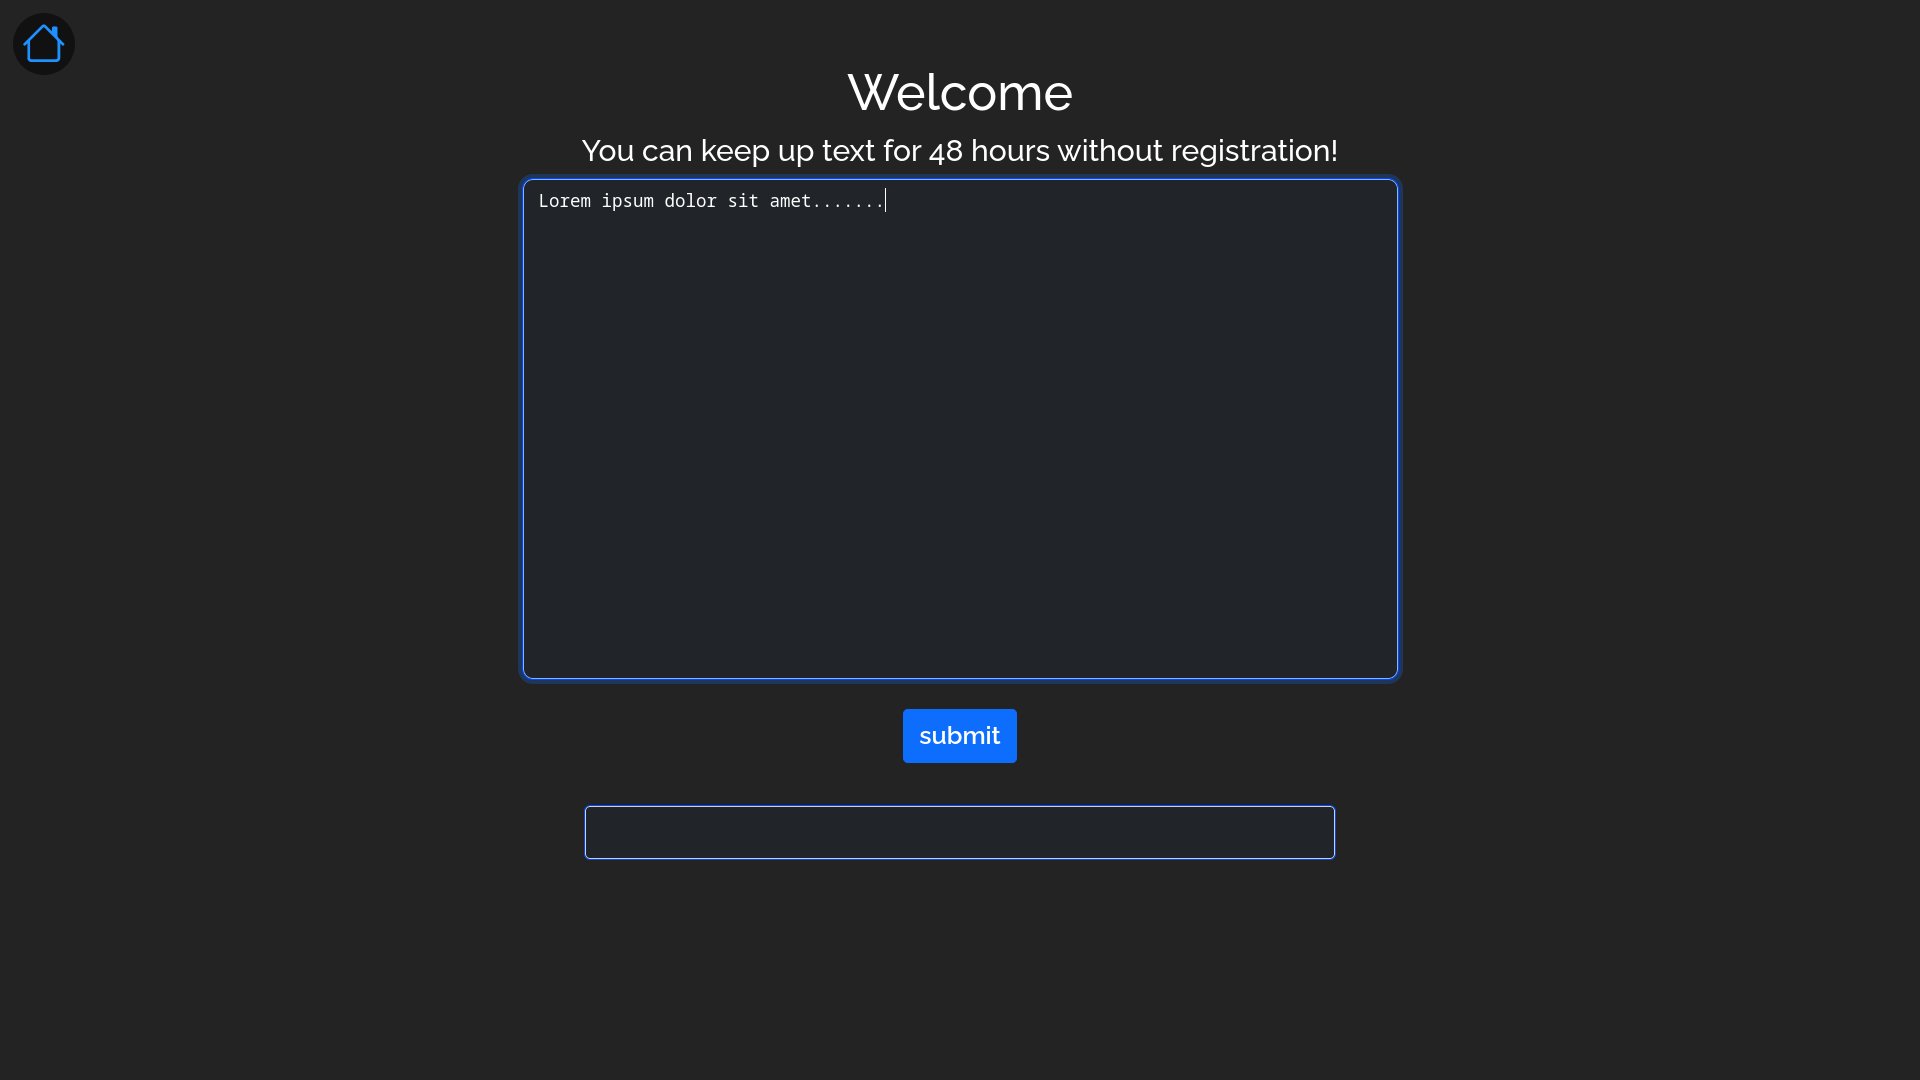 Welcome
You can keep up text for 48 hours without registration!
Lorem ipsum dolor sit amet.......
submit